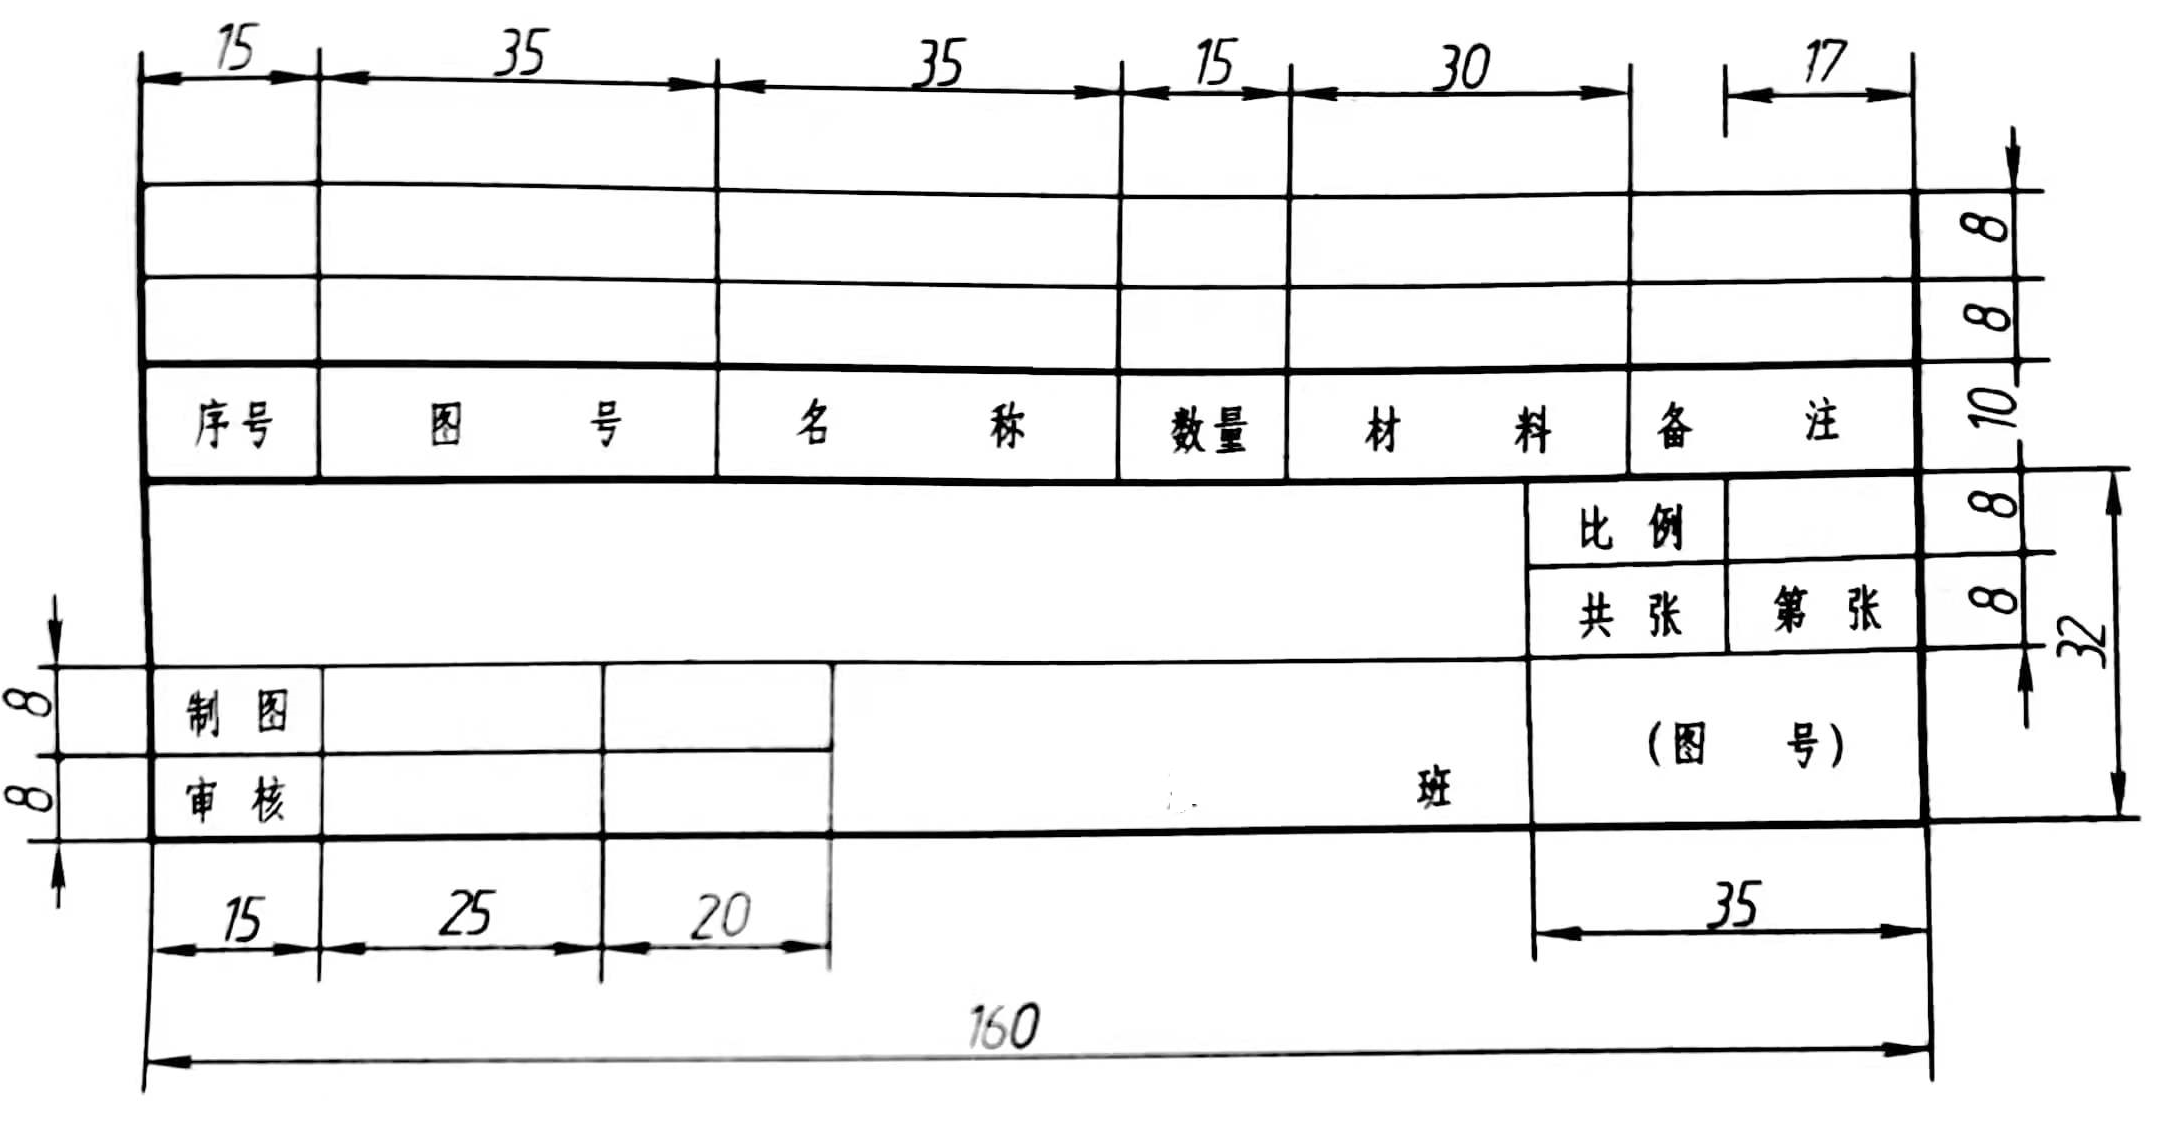 15 35 35 15 30 17
8
8
序号 图 号 名 称 数量 材 料 备 注 10
比 例 8
共 张 第 张 8
32
8 制 图
(图 号)
8 审 核 班
15 25 20 35
160